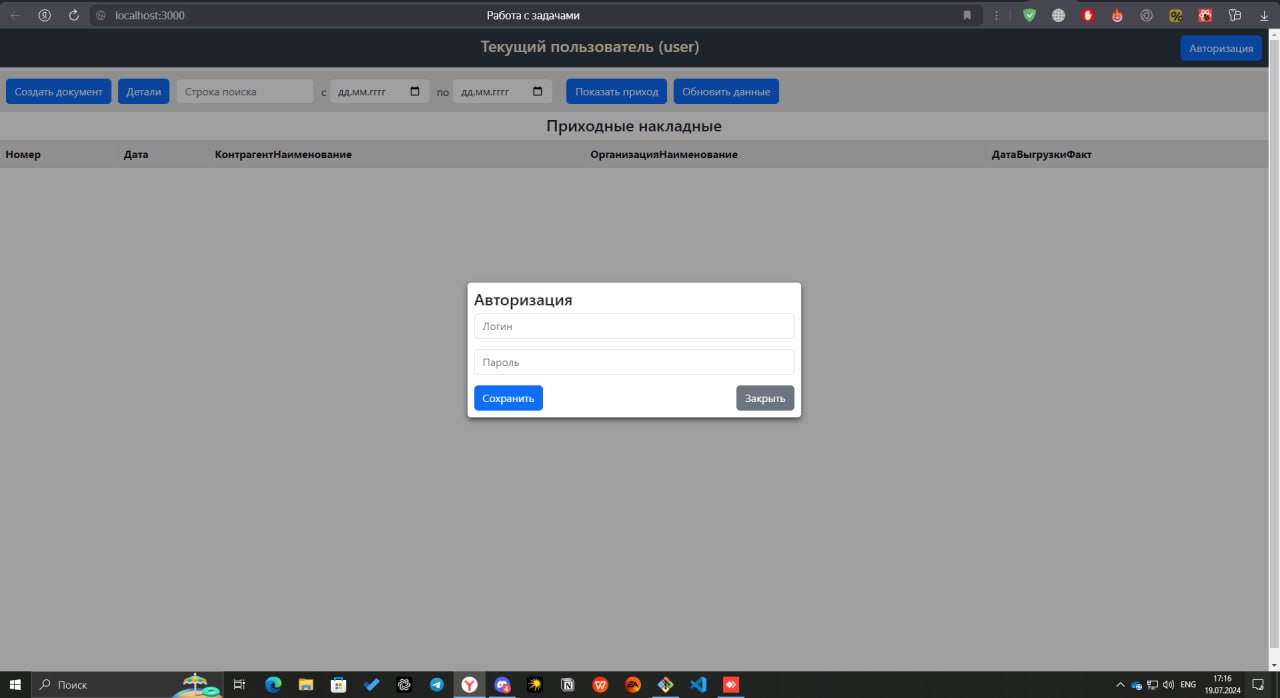 localhost:3000 Работа с задачами
Текущий пользователь (user) Авторизация
Создать документ Детали Строка поиска с дд.мм.гггг по дд.мм.гггг Показать приход Обновить данные
Приходные накладные
Номер Дата КонтрагентНаименование ОрганизацияНаименование ДатаВыгрузкиФакт
Авторизация
Логин
Пароль
Сохранить Закрыть
Поиск ENG 17:16
19.07.2024